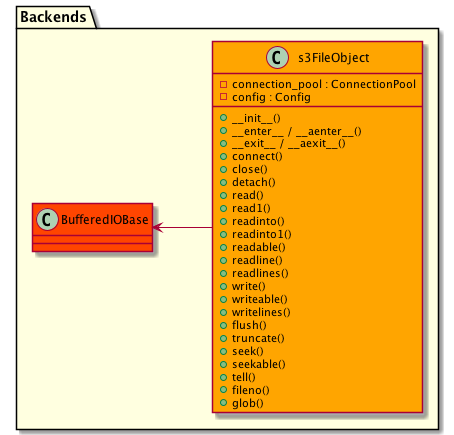 Backends
C s3FileObject
connection_pool : ConnectionPool
config : Config
__init__()
__enter__ / __aenter__()
__exit__ / __aexit__()
connect()
close()
detach()
read()
read1()
readinto()
readinto1()
readable()
readline()
readlines()
write()
writeable()
writelines()
flush()
truncate()
seek()
seekable()
tell()
fileno()
glob()
C BufferedIOBase